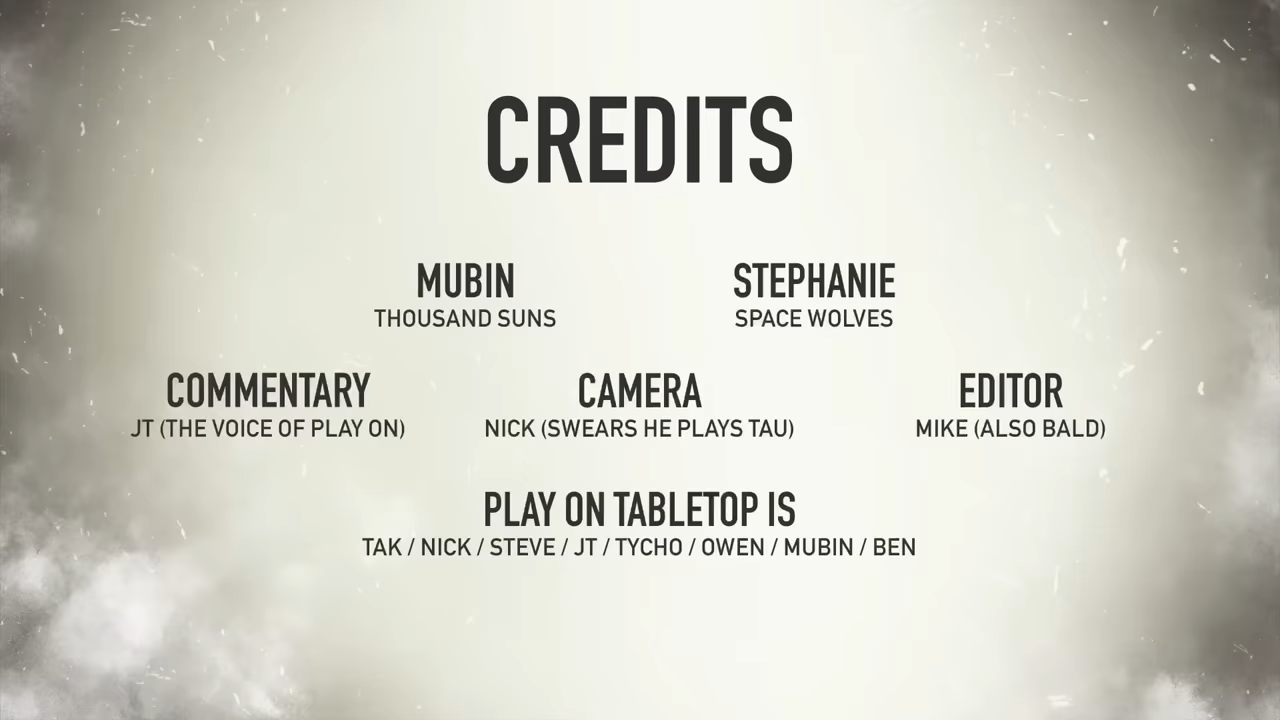 CREDITS
MUBIN
THOUSAND SUNS
STEPHANIE
SPACE WOLVES
COMMENTARY
JT (THE VOICE OF PLAY ON)
CAMERA
NICK (SWEARS HE PLAYS TAU)
EDITOR
MIKE (ALSO BALD)
PLAY ON TABLETOP IS
TAK / NICK / STEVE / JT / TYCHO / OWEN / MUBIN / BEN